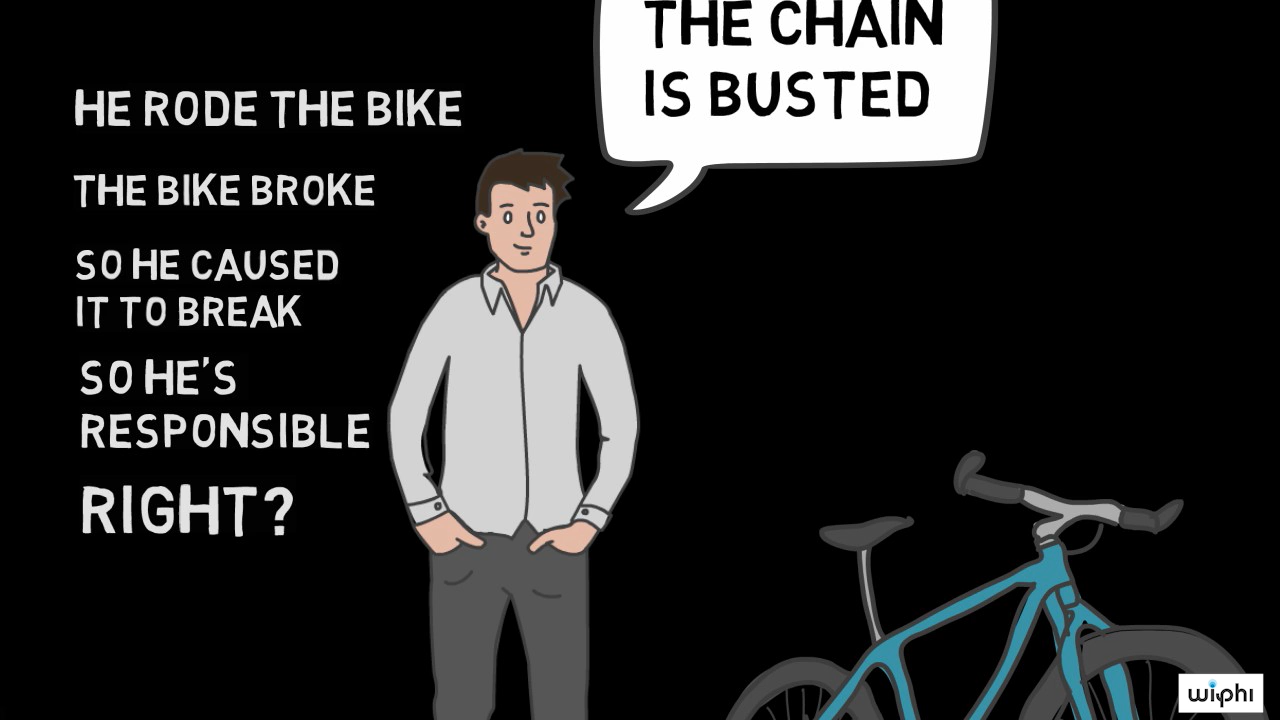 THE CHAIN
IS BUSTED
HE RODE THE BIKE
THE BIKE BROKE
SO HE CAUSED
IT TO BREAK
SO HE'S
RESPONSIBLE
RIGHT?
wiphi